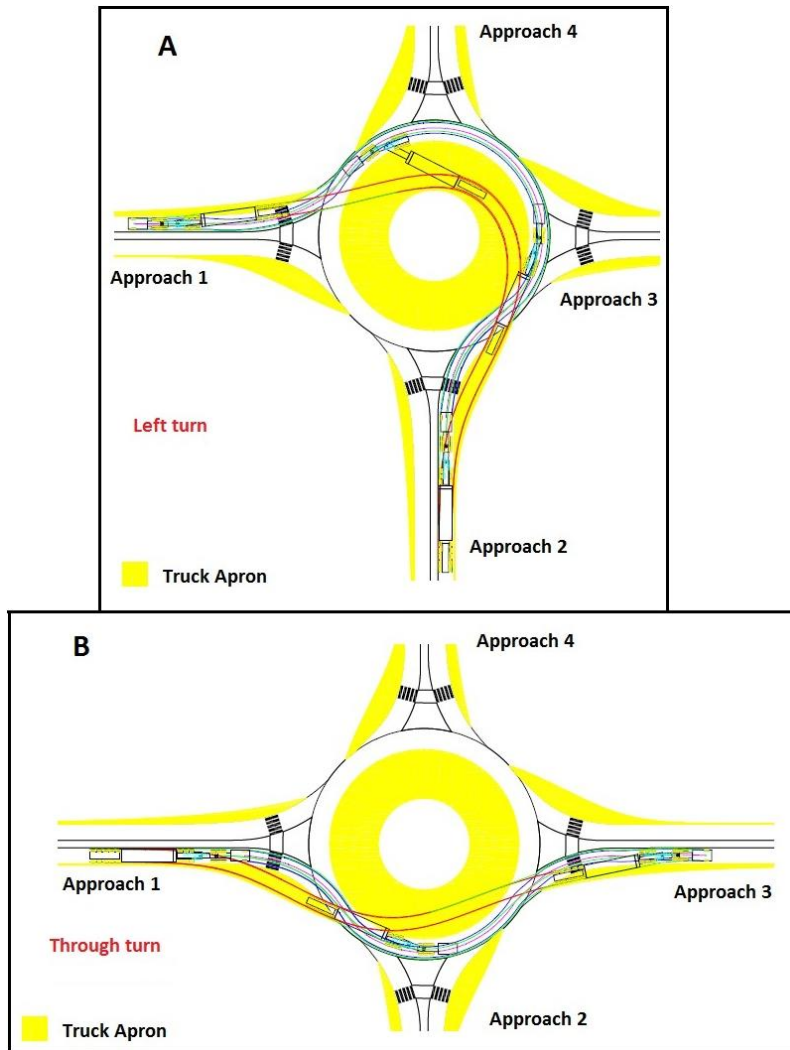 A
Approach 4
Approach 1
Approach 3
Left turn
Approach 2
Truck Apron
B
Approach 4
Approach 1
Approach 3
Through turn
Approach 2
Truck Apron